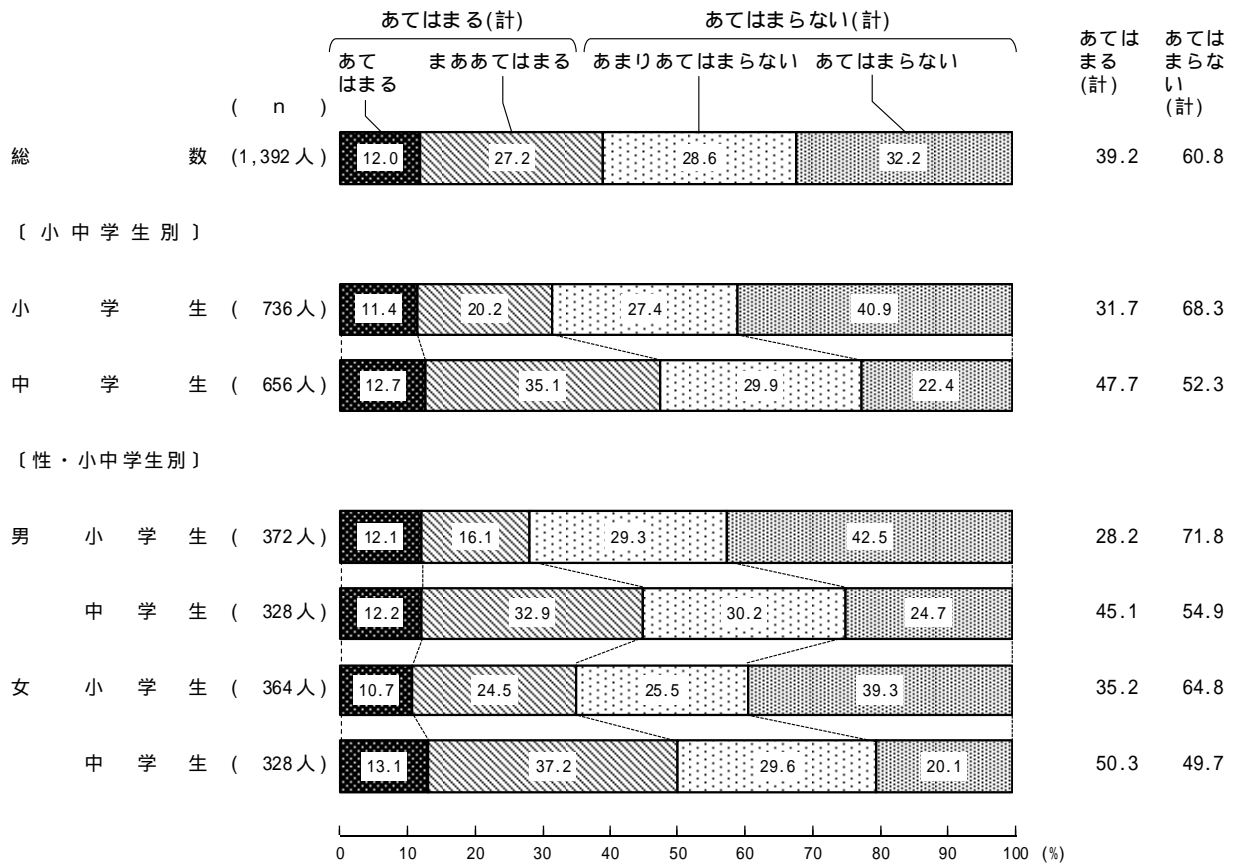 あてはまる(計) あてはまらない(計)
あてはまる まああてはまる あまりあてはまらない あてはまらない あてはまる(計) あてはまらない(計)
( n )
総数 (1,392人) 12.0 27.2 28.6 32.2 39.2 60.8
〔小中学生別〕
小学生 ( 736人) 11.4 20.2 27.4 40.9 31.7 68.3
中学生 ( 656人) 12.7 35.1 29.9 22.4 47.7 52.3
〔性・小中学生別〕
男 小学生 ( 372人) 12.1 16.1 29.3 42.5 28.2 71.8
中学生 ( 328人) 12.2 32.9 30.2 24.7 45.1 54.9
女 小学生 ( 364人) 10.7 24.5 25.5 39.3 35.2 64.8
中学生 ( 328人) 13.1 37.2 29.6 20.1 50.3 49.7
0 10 20 30 40 50 60 70 80 90 100 (%)